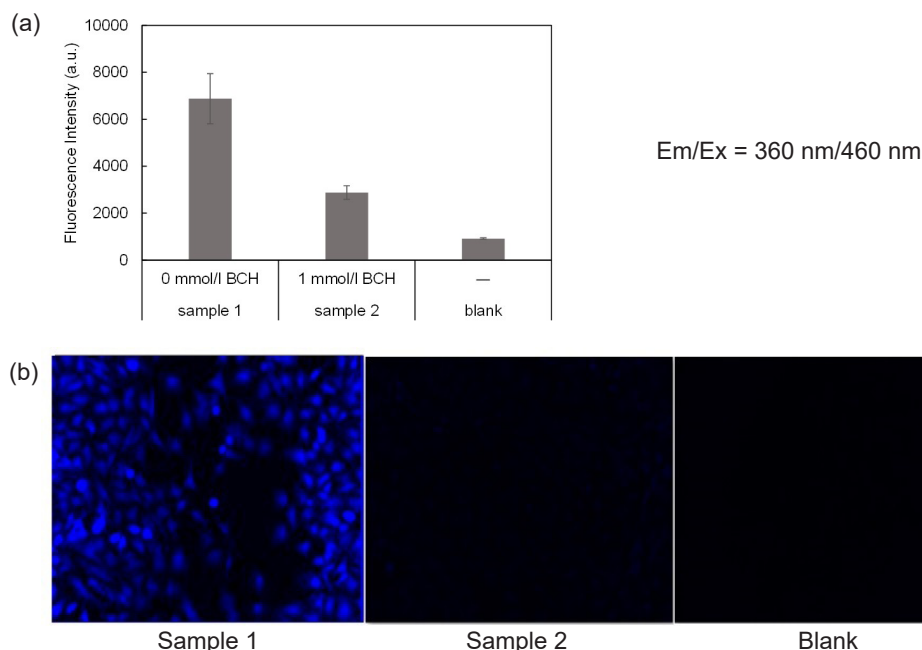 (a)
10000
8000
6000
4000
2000
0
Fluorescence Intensity (a.u.)
0 mmol/l BCH 1 mmol/l BCH —
sample 1 sample 2 blank
Em/Ex = 360 nm/460 nm
(b)
Sample 1 Sample 2 Blank